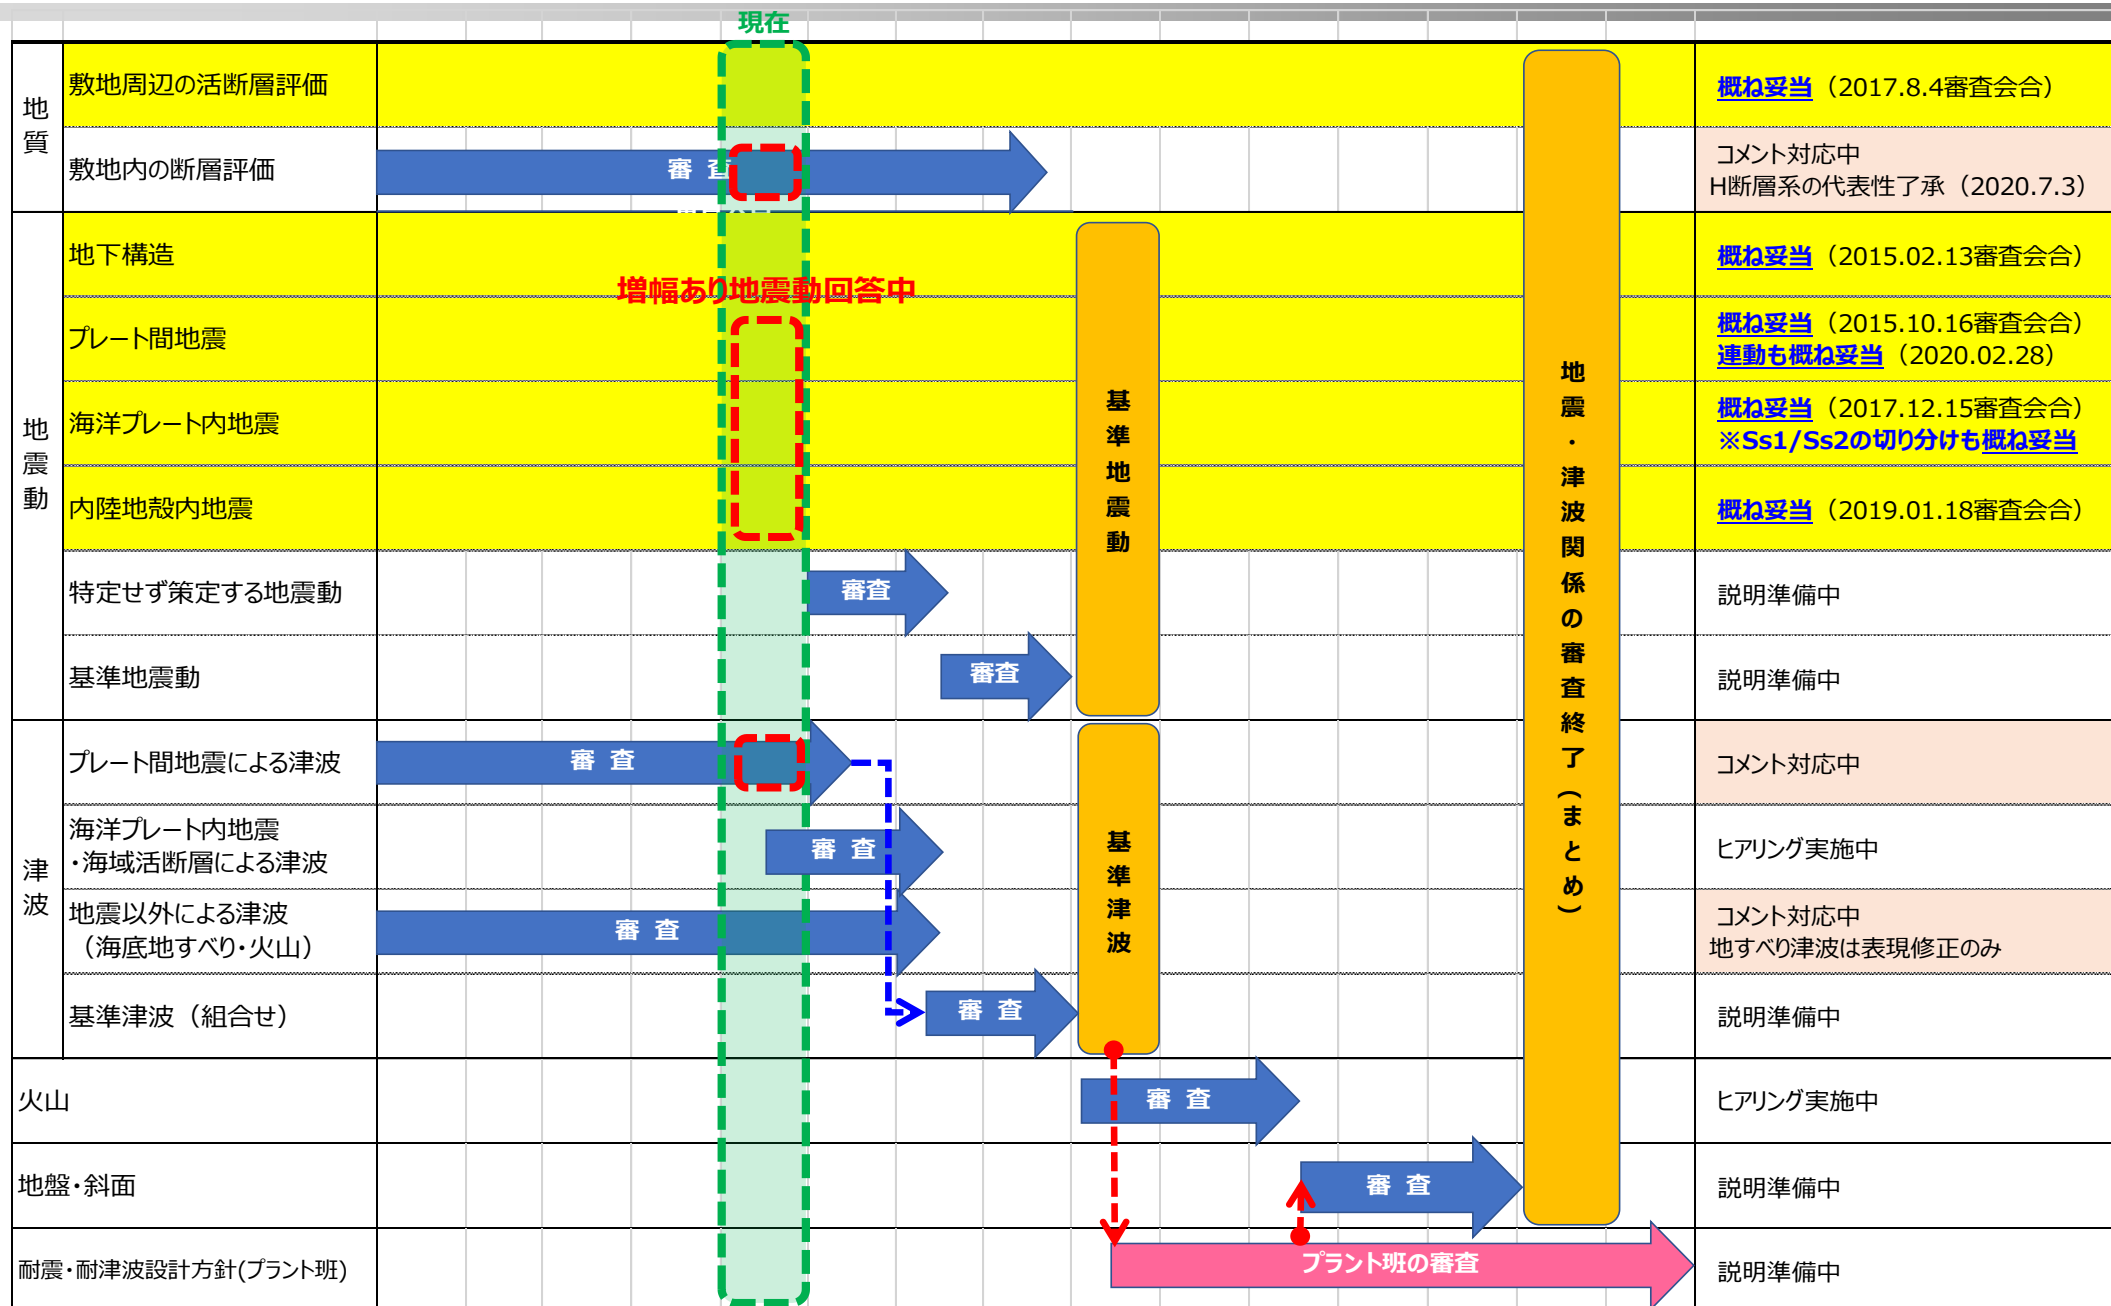 現在
地質
敷地周辺の活断層評価
概ね妥当（2017.8.4審査会合）
敷地内の断層評価
審 査
コメント対応中
H断層系の代表性了承（2020.7.3）
地震動
地下構造
概ね妥当（2015.02.13審査会合）
増幅あり地震動回答中
プレート間地震
概ね妥当（2015.10.16審査会合）
連動も概ね妥当（2020.02.28）
海洋プレート内地震
概ね妥当（2017.12.15審査会合）
※Ss1/Ss2の切り分けも概ね妥当
内陸地殻内地震
概ね妥当（2019.01.18審査会合）
特定せず策定する地震動
審査
説明準備中
基準地震動
審査
説明準備中
基準地震動
地震・津波関係の審査終了(まとめ)
津波
プレート間地震による津波
審 査
コメント対応中
海洋プレート内地震
・海域活断層による津波
審 査
ヒアリング実施中
地震以外による津波
（海底地すべり・火山）
審 査
コメント対応中
地すべり津波は表現修正のみ
基準津波（組合せ）
審 査
説明準備中
基準津波
火山
審 査
ヒアリング実施中
地盤・斜面
審 査
説明準備中
耐震・耐津波設計方針(プラント班)
プラント班の審査
説明準備中